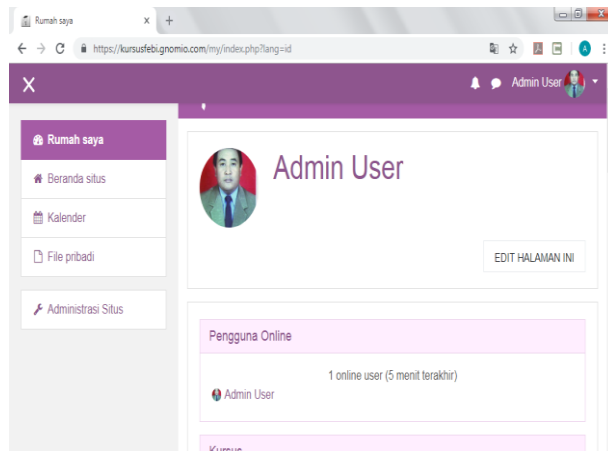 Rumah saya
https://kursusfebi.gnomio.com/my/index.php?lang=id
A
Admin User
Rumah saya
Beranda situs
Kalender
File pribadi
Administrasi Situs
Admin User
EDIT HALAMAN INI
Pengguna Online
1 online user (5 menit terakhir)
Admin User
Kursus